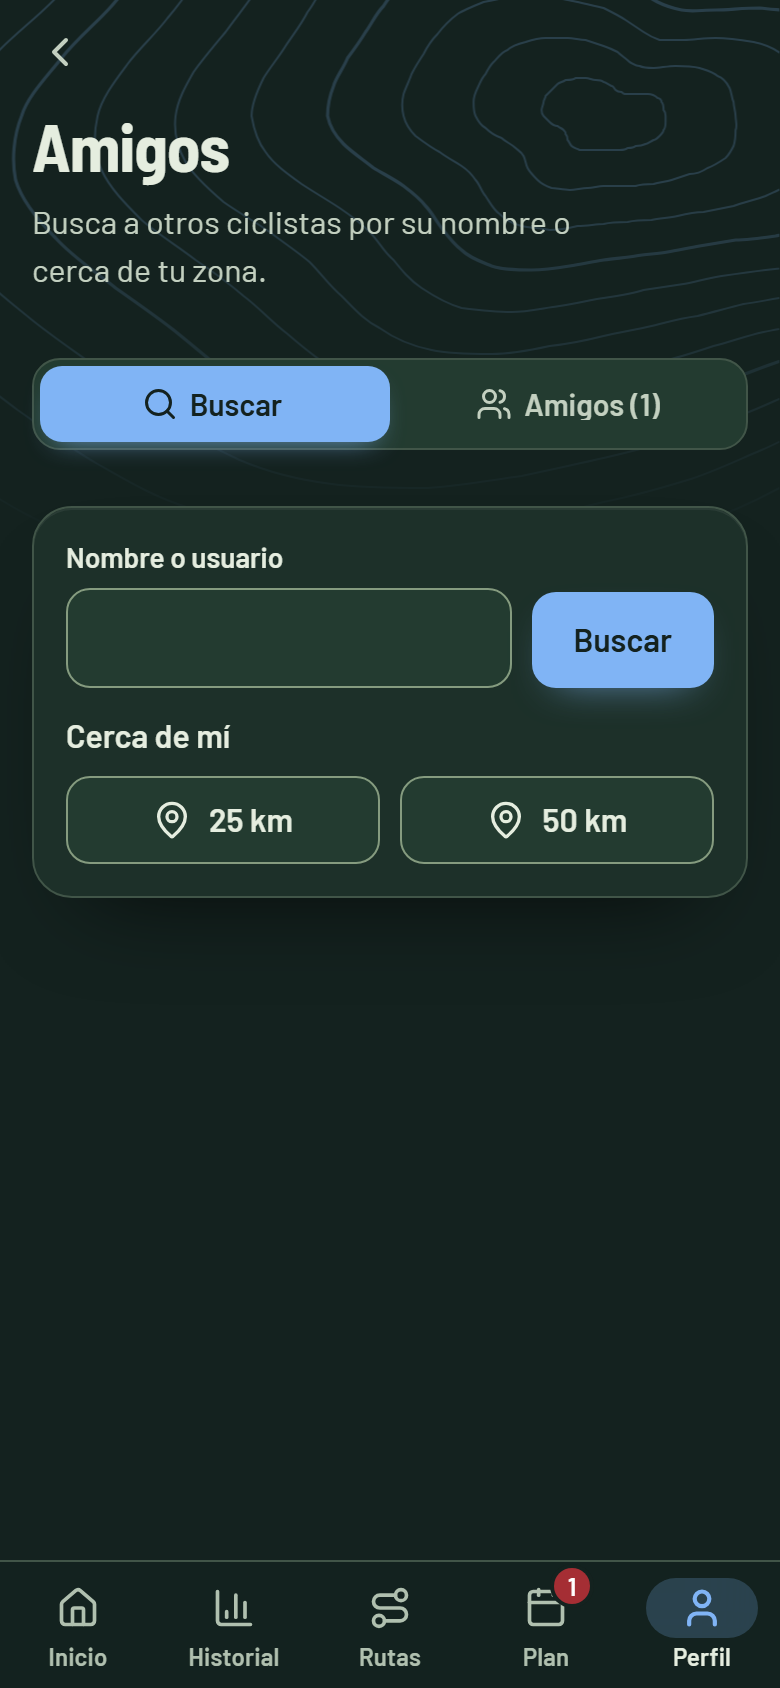 Amigos
Busca a otros ciclistas por su nombre o
cerca de tu zona.
Buscar
Amigos (1)
Nombre o usuario
Buscar
Cerca de mí
25 km
50 km
1
Inicio
Historial
Rutas
Plan
Perfil